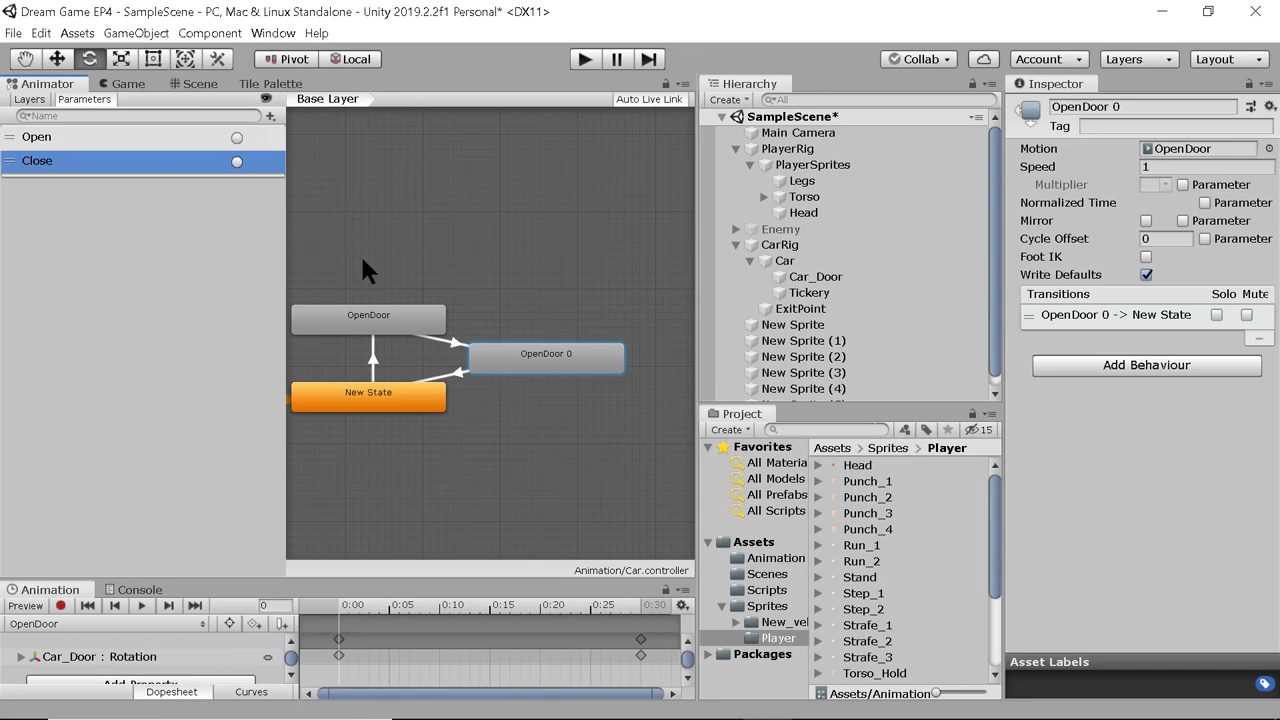 Dream Game EP4 - SampleScene - PC, Mac & Linux Standalone - Unity 2019.2.2f1 Personal* <DX11>
File Edit Assets GameObject Component Window Help
Pivot Local Collab Account Layers Layout
Animator Game Scene Tile Palette
Layers Parameters
Base Layer Auto Live Link
Name
Open
Close
OpenDoor
OpenDoor 0
New State
Animation/Car.controller
Animation Console
Preview 0 0:00 0:05 0:10 0:15 0:20 0:25 0:30
OpenDoor
Car_Door : Rotation
Dopesheet Curves
Hierarchy
Create All
SampleScene*
Main Camera
PlayerRig
PlayerSprites
Legs
Torso
Head
Enemy
CarRig
Car
Car_Door
Tickery
ExitPoint
New Sprite
New Sprite (1)
New Sprite (2)
New Sprite (3)
New Sprite (4)
Project
Create 15
Favorites
All Materia
All Models
All Prefabs
All Scripts
Assets
Animation
Scenes
Scripts
Sprites
New_vel
Player
Packages
Assets > Sprites > Player
Head
Punch_1
Punch_2
Punch_3
Punch_4
Run_1
Run_2
Stand
Step_1
Step_2
Strafe_1
Strafe_2
Strafe_3
Torso_Hold
Assets/Animation
Inspector
OpenDoor 0
Tag
Motion OpenDoor
Speed 1
Multiplier Parameter
Normalized Time Parameter
Mirror Parameter
Cycle Offset 0 Parameter
Foot IK
Write Defaults
Transitions Solo Mute
OpenDoor 0 -> New State
Add Behaviour
Asset Labels